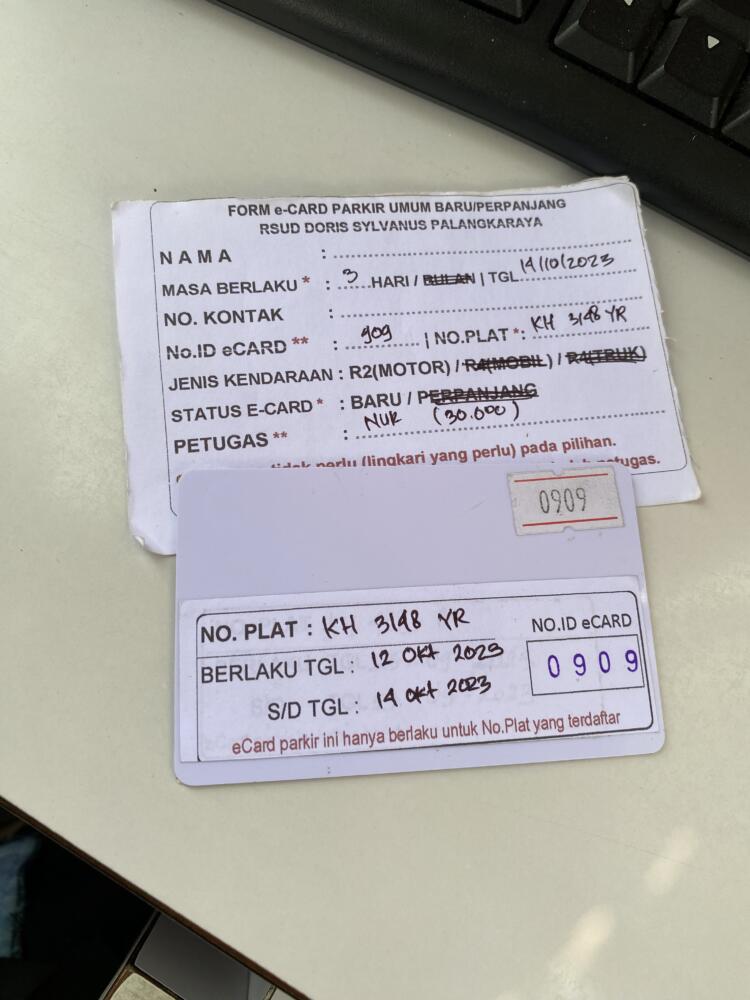 FORM e-CARD PARKIR UMUM BARU/PERPANJANG
RSUD DORIS SYLVANUS PALANGKARAYA
NAMA :
MASA BERLAKU * : 3 HARI / BULAN | TGL 14/10/2023
NO. KONTAK :
No.ID eCARD ** : 909 | NO.PLAT *: KH 3148 YR
JENIS KENDARAAN : R2(MOTOR) / R4(MOBIL) / R4(TRUK)
STATUS E-CARD * : BARU / PERPANJANG
PETUGAS ** : NUR (30.000)
tidak perlu (lingkari yang perlu) pada pilihan.
petugas.
0909
NO. PLAT : KH 3148 YR
NO.ID eCARD
BERLAKU TGL : 12 OKT 2023
0909
S/D TGL : 14 OKT 2023
eCard parkir ini hanya berlaku untuk No.Plat yang terdaftar